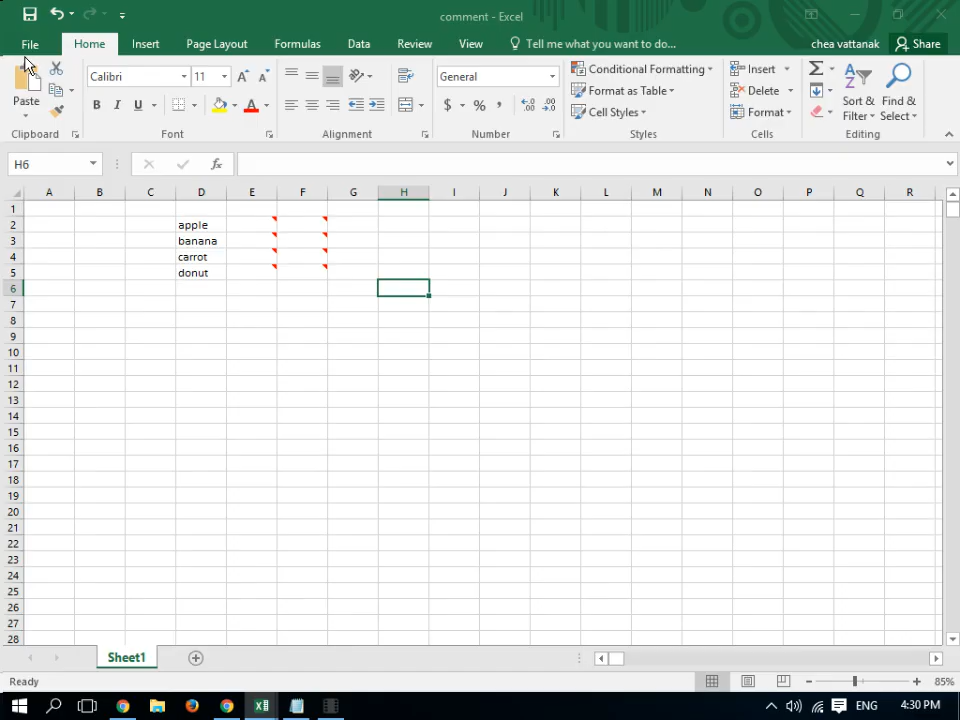 comment - Excel
File Home Insert Page Layout Formulas Data Review View Tell me what you want to do... chea vattanak Share
Calibri 11 General Conditional Formatting Insert Σ
Format as Table Delete
Paste B I U A $ % , Cell Styles Format Sort & Filter Find & Select
Clipboard Font Alignment Number Styles Cells Editing
H6 fx
A B C D E F G H I J K L M N O P Q R
1
2 apple
3 banana
4 carrot
5 donut
6
7
8
9
10
11
12
13
14
15
16
17
18
19
20
21
22
23
24
25
26
27
28
Sheet1
Ready 85%
ENG 4:30 PM